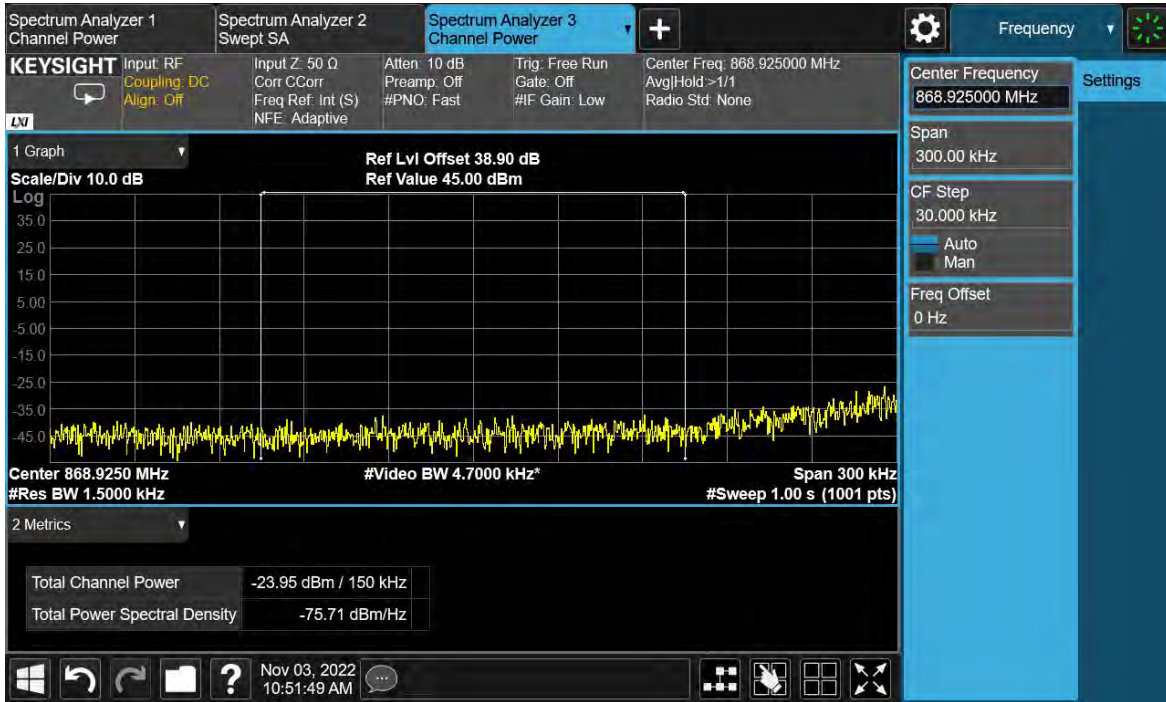 Spectrum Analyzer 1
Channel Power
Spectrum Analyzer 2
Swept SA
Spectrum Analyzer 3
Channel Power
Frequency
KEYSIGHT
Input: RF
Coupling: DC
Align: Off
Input Z: 50 Ω
Corr CCorr
Freq Ref: Int (S)
NFE: Adaptive
Atten: 10 dB
Preamp: Off
#PNO: Fast
Trig: Free Run
Gate: Off
#IF Gain: Low
Center Freq: 868.925000 MHz
Avg|Hold:>1/1
Radio Std: None
LXI
Center Frequency
868.925000 MHz
Settings
Span
300.00 kHz
CF Step
30.000 kHz
Auto
Man
Freq Offset
0 Hz
1 Graph
Scale/Div 10.0 dB
Ref Lvl Offset 38.90 dB
Ref Value 45.00 dBm
Log
35.0
25.0
15.0
5.00
-5.00
-15.0
-25.0
-35.0
-45.0
Center 868.9250 MHz
#Video BW 4.7000 kHz*
Span 300 kHz
#Res BW 1.5000 kHz
#Sweep 1.00 s (1001 pts)
2 Metrics
Total Channel Power
-23.95 dBm / 150 kHz
Total Power Spectral Density
-75.71 dBm/Hz
Nov 03, 2022
10:51:49 AM